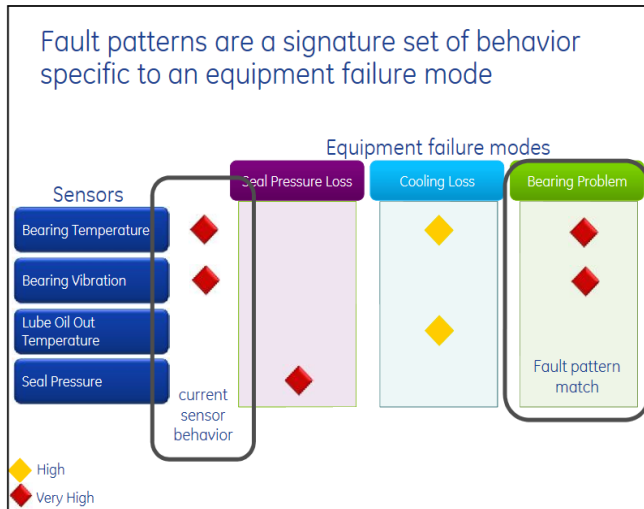 Fault patterns are a signature set of behavior
specific to an equipment failure mode
Equipment failure modes
Sensors
Seal Pressure Loss
Cooling Loss
Bearing Problem
Bearing Temperature
Bearing Vibration
Lube Oil Out
Temperature
Seal Pressure
current
sensor
behavior
Fault pattern
match
High
Very High